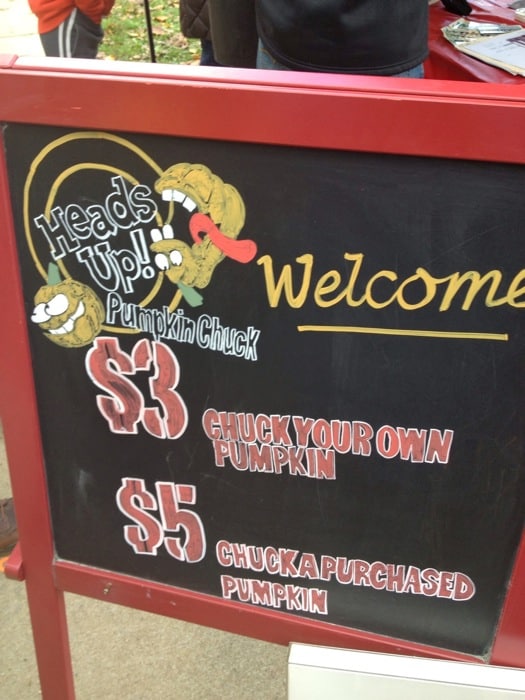 Heads
Up!
Pumpkin Chuck
Welcome
$3 CHUCK YOUR OWN
PUMPKIN
$5 CHUCK A PURCHASED
PUMPKIN